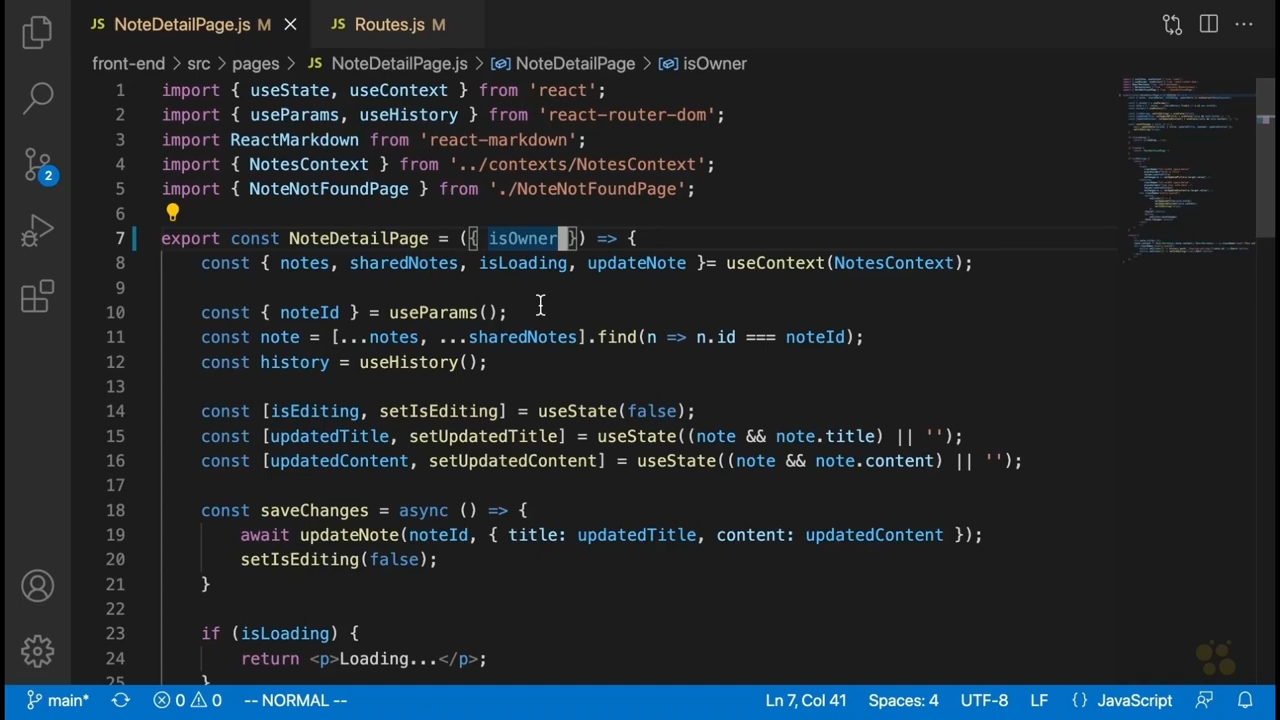 JS NoteDetailPage.js M
JS Routes.js M
front-end > src > pages > JS NoteDetailPage.js > NoteDetailPage > isOwner
1 import { useState, useContext } from 'react';
2 import { useParams, useHistory } from 'react-router-dom';
3 import ReactMarkdown from 'react-markdown';
4 import { NotesContext } from '../contexts/NotesContext';
5 import { NoteNotFoundPage } from './NoteNotFoundPage';
6
7 export const NoteDetailPage = ({ isOwner }) => {
8 const { notes, sharedNotes, isLoading, updateNote }= useContext(NotesContext);
9
10 const { noteId } = useParams();
11 const note = [...notes, ...sharedNotes].find(n => n.id === noteId);
12 const history = useHistory();
13
14 const [isEditing, setIsEditing] = useState(false);
15 const [updatedTitle, setUpdatedTitle] = useState((note && note.title) || '');
16 const [updatedContent, setUpdatedContent] = useState((note && note.content) || '');
17
18 const saveChanges = async () => {
19 await updateNote(noteId, { title: updatedTitle, content: updatedContent });
20 setIsEditing(false);
21 }
22
23 if (isLoading) {
24 return <p>Loading...</p>;
25 }
2
main* 0 0 -- NORMAL -- Ln 7, Col 41 Spaces: 4 UTF-8 LF {} JavaScript